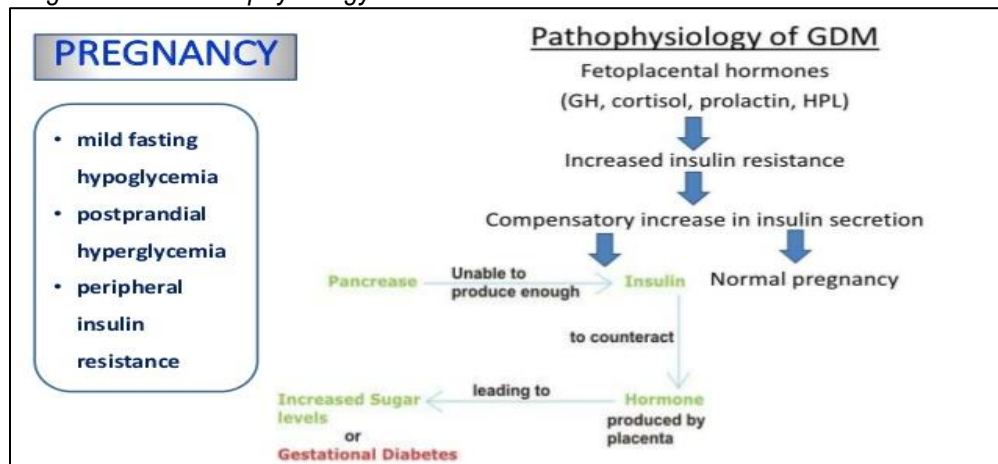 PREGNANCY
• mild fasting
hypoglycemia
• postprandial
hyperglycemia
• peripheral
insulin
resistance
Pathophysiology of GDM
Fetoplacental hormones
(GH, cortisol, prolactin, HPL)
Increased insulin resistance
Compensatory increase in insulin secretion
Pancrease
Unable to
produce enough
Insulin
Normal pregnancy
to counteract
Hormone
produced by
placenta
leading to
Increased Sugar
levels
or
Gestational Diabetes